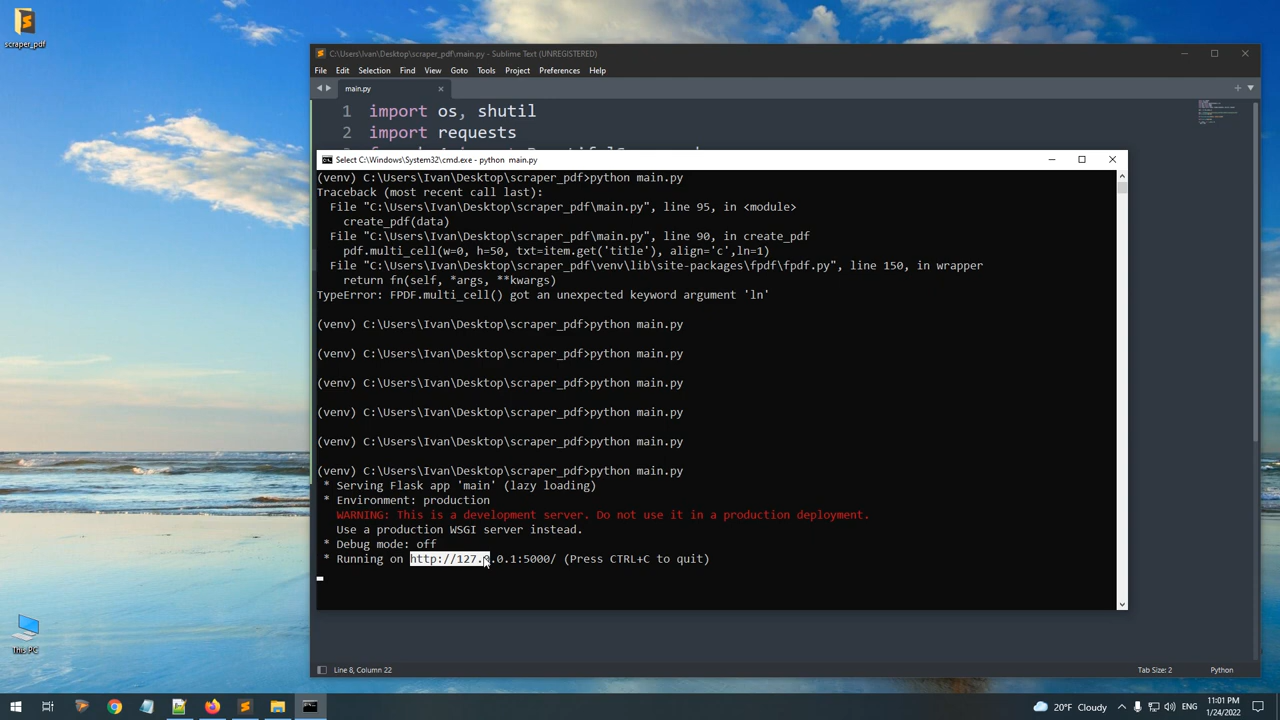 scraper_pdf
C:\Users\Ivan\Desktop\scraper_pdf\main.py - Sublime Text (UNREGISTERED)
File Edit Selection Find View Goto Tools Project Preferences Help
main.py
1 import os, shutil
2 import requests
Select C:\Windows\System32\cmd.exe - python  main.py
(venv) C:\Users\Ivan\Desktop\scraper_pdf>python main.py
Traceback (most recent call last):
  File "C:\Users\Ivan\Desktop\scraper_pdf\main.py", line 95, in <module>
    create_pdf(data)
  File "C:\Users\Ivan\Desktop\scraper_pdf\main.py", line 90, in create_pdf
    pdf.multi_cell(w=0, h=50, txt=item.get('title'), align='c',ln=1)
  File "C:\Users\Ivan\Desktop\scraper_pdf\venv\lib\site-packages\fpdf\fpdf.py", line 150, in wrapper
    return fn(self, *args, **kwargs)
TypeError: FPDF.multi_cell() got an unexpected keyword argument 'ln'
(venv) C:\Users\Ivan\Desktop\scraper_pdf>python main.py
(venv) C:\Users\Ivan\Desktop\scraper_pdf>python main.py
(venv) C:\Users\Ivan\Desktop\scraper_pdf>python main.py
(venv) C:\Users\Ivan\Desktop\scraper_pdf>python main.py
(venv) C:\Users\Ivan\Desktop\scraper_pdf>python main.py
(venv) C:\Users\Ivan\Desktop\scraper_pdf>python main.py
 * Serving Flask app 'main' (lazy loading)
 * Environment: production
   WARNING: This is a development server. Do not use it in a production deployment.
   Use a production WSGI server instead.
 * Debug mode: off
 * Running on http://127.0.0.1:5000/ (Press CTRL+C to quit)
This PC
Line 8, Column 22
Tab Size: 2
Python
20°F Cloudy
ENG
11:01 PM
1/24/2022